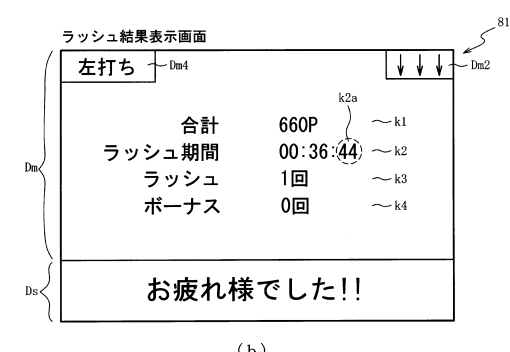 ラッシュ結果表示画面
81
左打ち Dm4
↓ ↓ ↓ Dm2
k2a
合計 660P k1
ラッシュ期間 00:36:44 k2
ラッシュ 1回 k3
ボーナス 0回 k4
Dm
お疲れ様でした!!
Ds
(b)